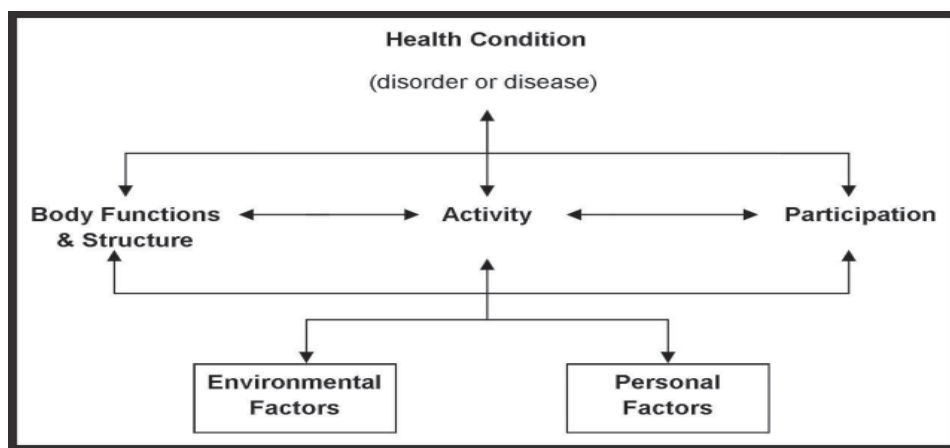 Health Condition
(disorder or disease)
Body Functions
& Structure
Activity
Participation
Environmental
Factors
Personal
Factors